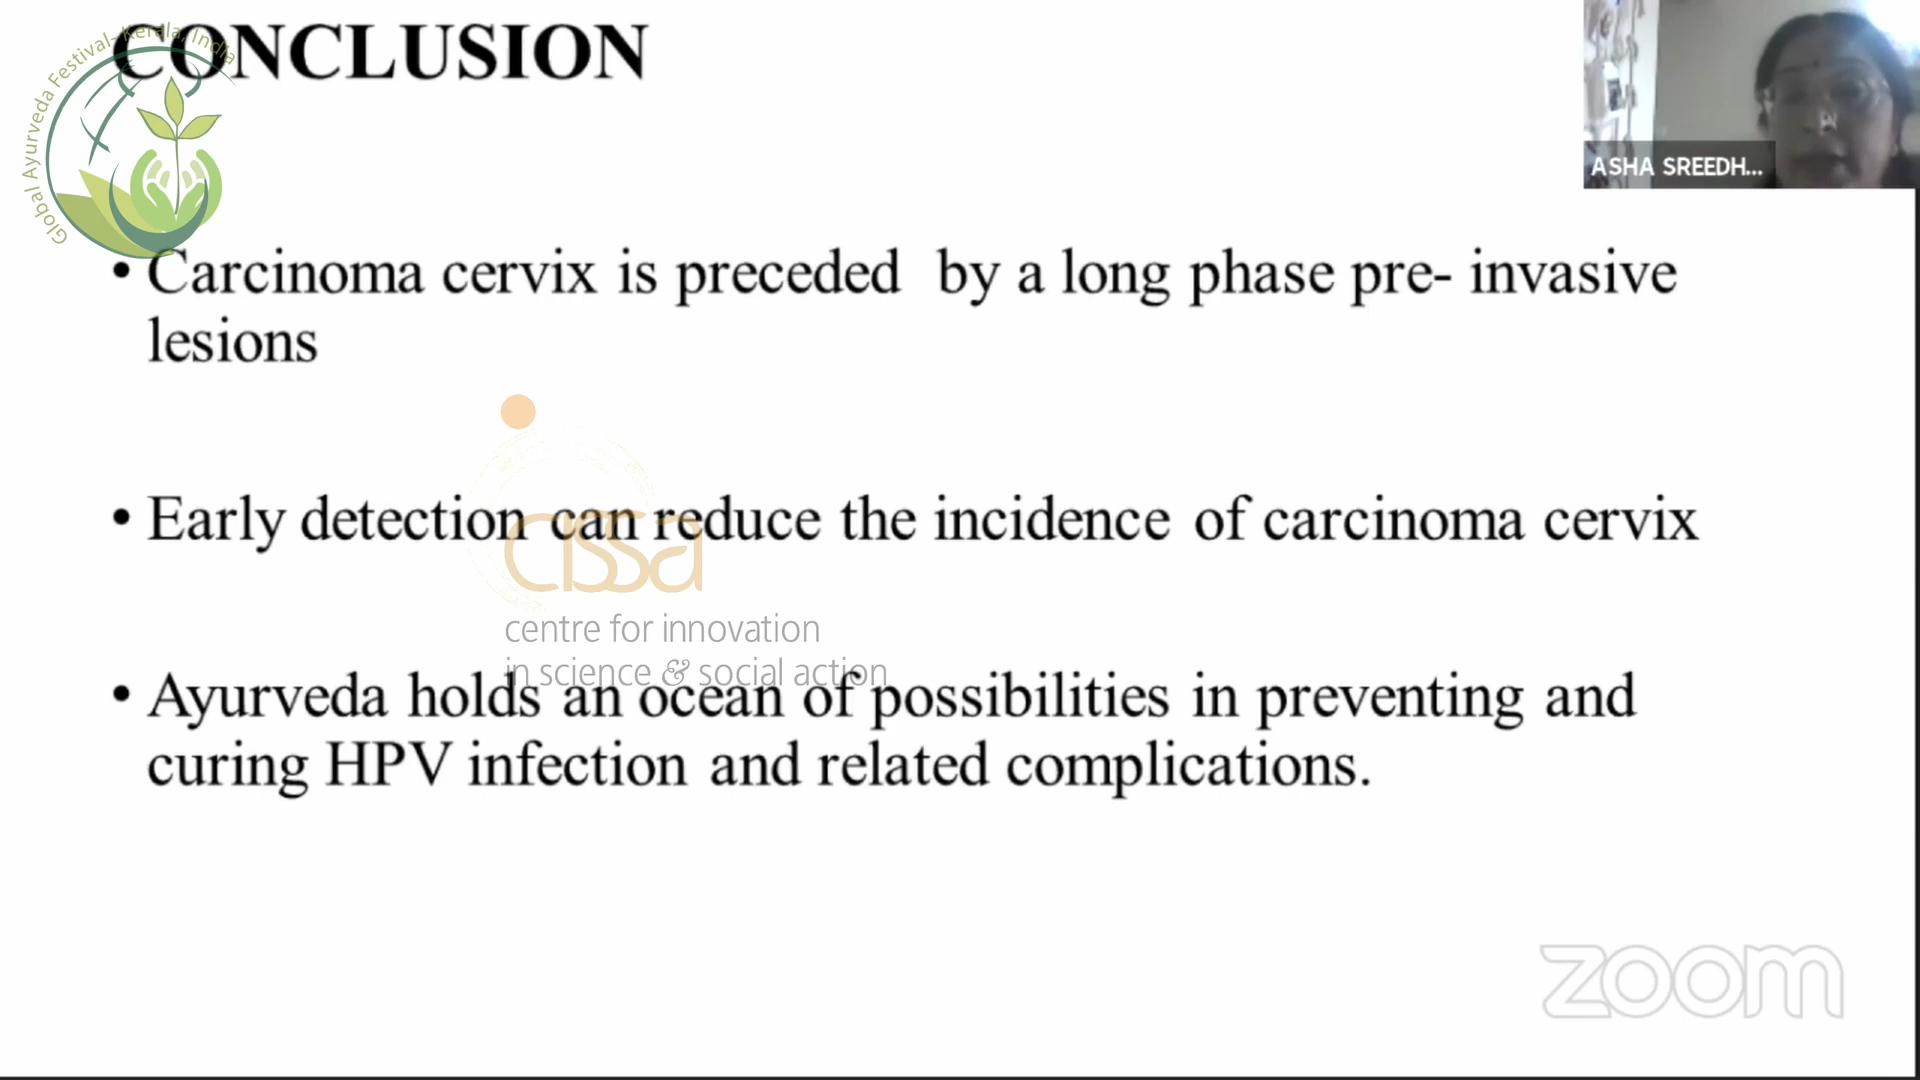 CONCLUSION
Global Ayurveda Festival- Kerala, India
ASHA SREEDH...
• Carcinoma cervix is preceded by a long phase pre- invasive
lesions
• Early detection can reduce the incidence of carcinoma cervix
cissa
centre for innovation
in science & social action
• Ayurveda holds an ocean of possibilities in preventing and
curing HPV infection and related complications.
zoom